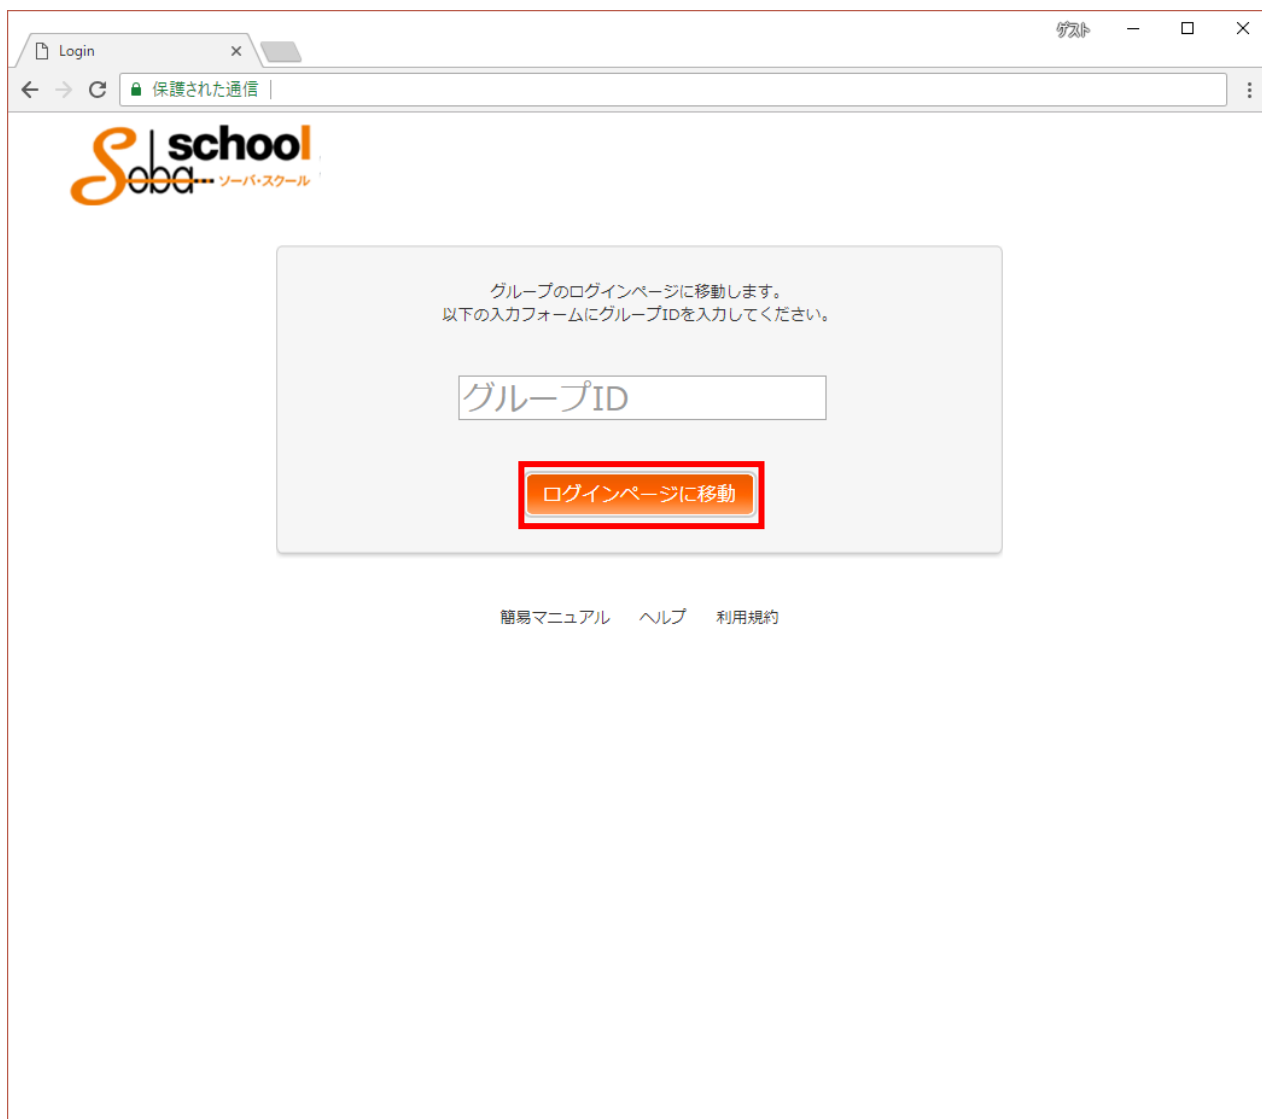 ゲスト
Login
保護された通信
school
Soba
ソーバ・スクール
グループのログインページに移動します。
以下の入力フォームにグループIDを入力してください。
グループID
ログインページに移動
簡易マニュアル ヘルプ 利用規約